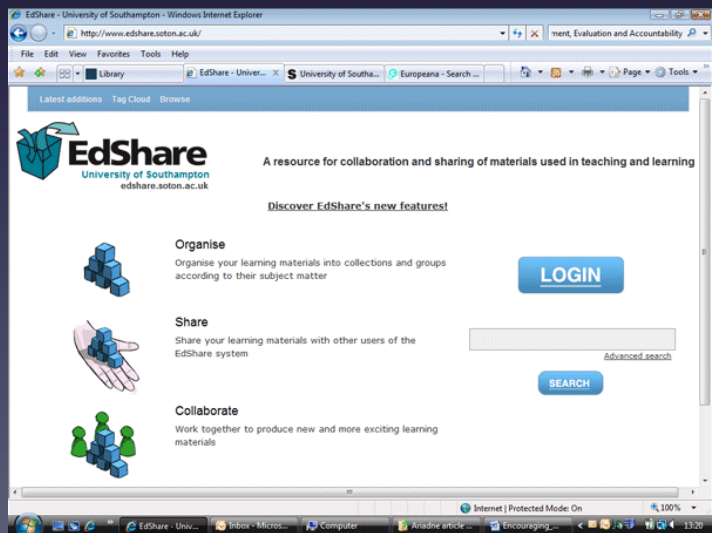 EdShare - University of Southampton - Windows Internet Explorer
http://www.edshare.soton.ac.uk/
ment, Evaluation and Accountability
File Edit View Favorites Tools Help
Library
EdShare - Univer...
University of Southa...
Europeana - Search ...
Page
Tools
Latest additions Tag Cloud Browse
EdShare
University of Southampton
edshare.soton.ac.uk
A resource for collaboration and sharing of materials used in teaching and learning
Discover EdShare's new features!
Organise
Organise your learning materials into collections and groups
according to their subject matter
LOGIN
Share
Share your learning materials with other users of the
EdShare system
Advanced search
SEARCH
Collaborate
Work together to produce new and more exciting learning
materials
Internet | Protected Mode: On
100%
EdShare - Univ...
Inbox - Micros...
Computer
Ariadne article ...
Encouraging_...
13:20